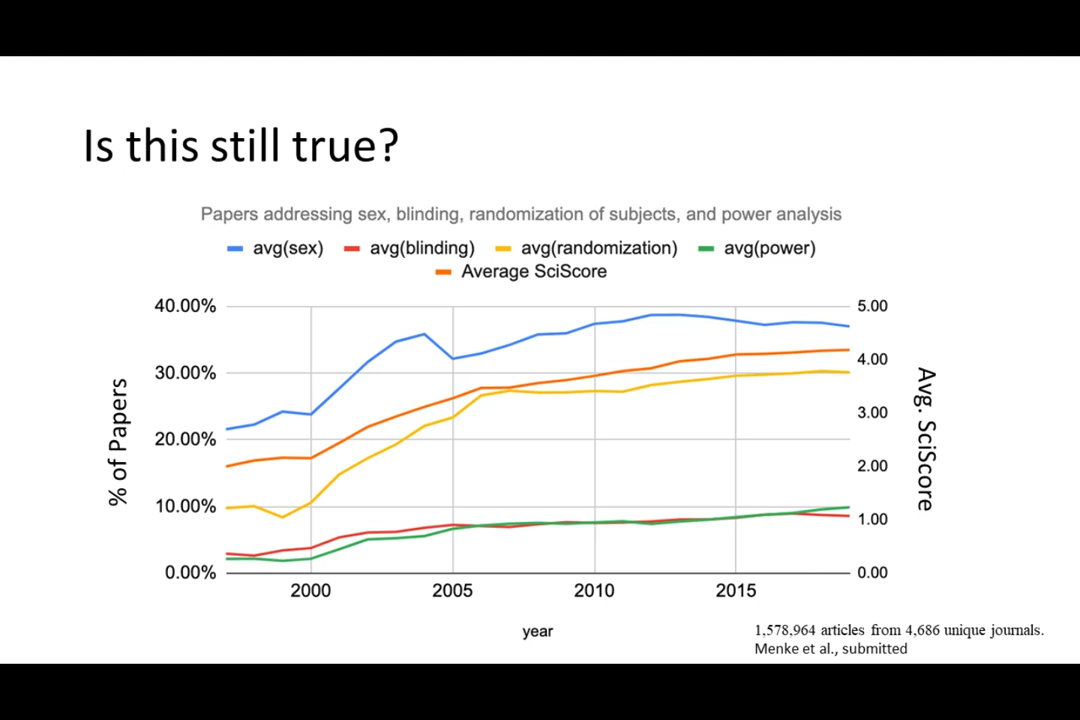 Is this still true?
Papers addressing sex, blinding, randomization of subjects, and power analysis
avg(sex) avg(blinding) avg(randomization) avg(power)
Average SciScore
40.00% 5.00
4.00
30.00%
3.00
20.00%
2.00
10.00%
1.00
0.00% 0.00
% of Papers
Avg. SciScore
2000 2005 2010 2015
year
1,578,964 articles from 4,686 unique journals.
Menke et al., submitted